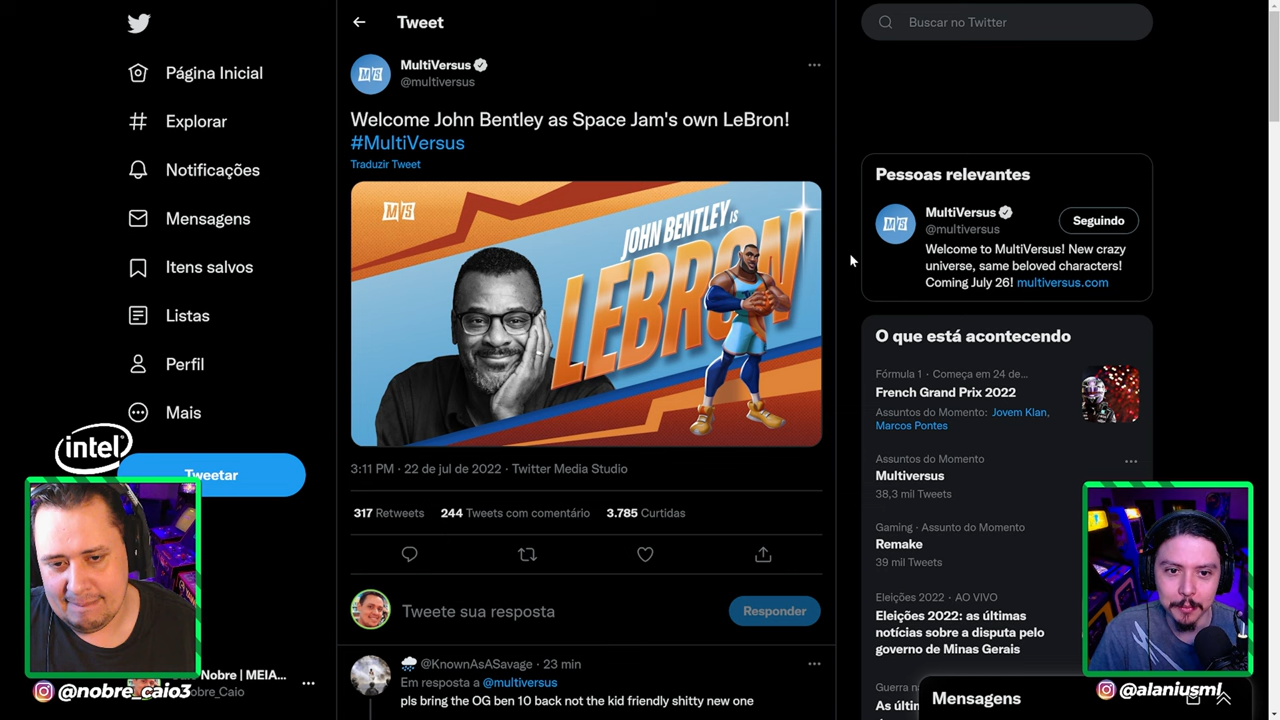 Tweet
Buscar no Twitter
Página Inicial
Explorar
Notificações
Mensagens
Itens salvos
Listas
Perfil
Mais
intel
Tweetar
MultiVersus
@multiversus
Welcome John Bentley as Space Jam's own LeBron!
#MultiVersus
Traduzir Tweet
M/S
M/S
JOHN BENTLEY IS
LEBRON
3:11 PM · 22 de jul de 2022 · Twitter Media Studio
317 Retweets 244 Tweets com comentário 3.785 Curtidas
Tweete sua resposta
Responder
@KnownAsASavage · 23 min
Em resposta a @multiversus
pls bring the OG ben 10 back not the kid friendly shitty new one
Pessoas relevantes
M/S
MultiVersus
@multiversus
Seguindo
Welcome to MultiVersus! New crazy
universe, same beloved characters!
Coming July 26! multiversus.com
O que está acontecendo
Fórmula 1 · Começa em 24 de...
French Grand Prix 2022
Assuntos do Momento: Jovem Klan,
Marcos Pontes
Assuntos do Momento
Multiversus
38,3 mil Tweets
Gaming · Assunto do Momento
Remake
39 mil Tweets
Eleições 2022 · AO VIVO
Eleições 2022: as últimas
notícias sobre a disputa pelo
governo de Minas Gerais
Mensagens
Nobre | MEIA...
@nobre_caio3
@alaniusml